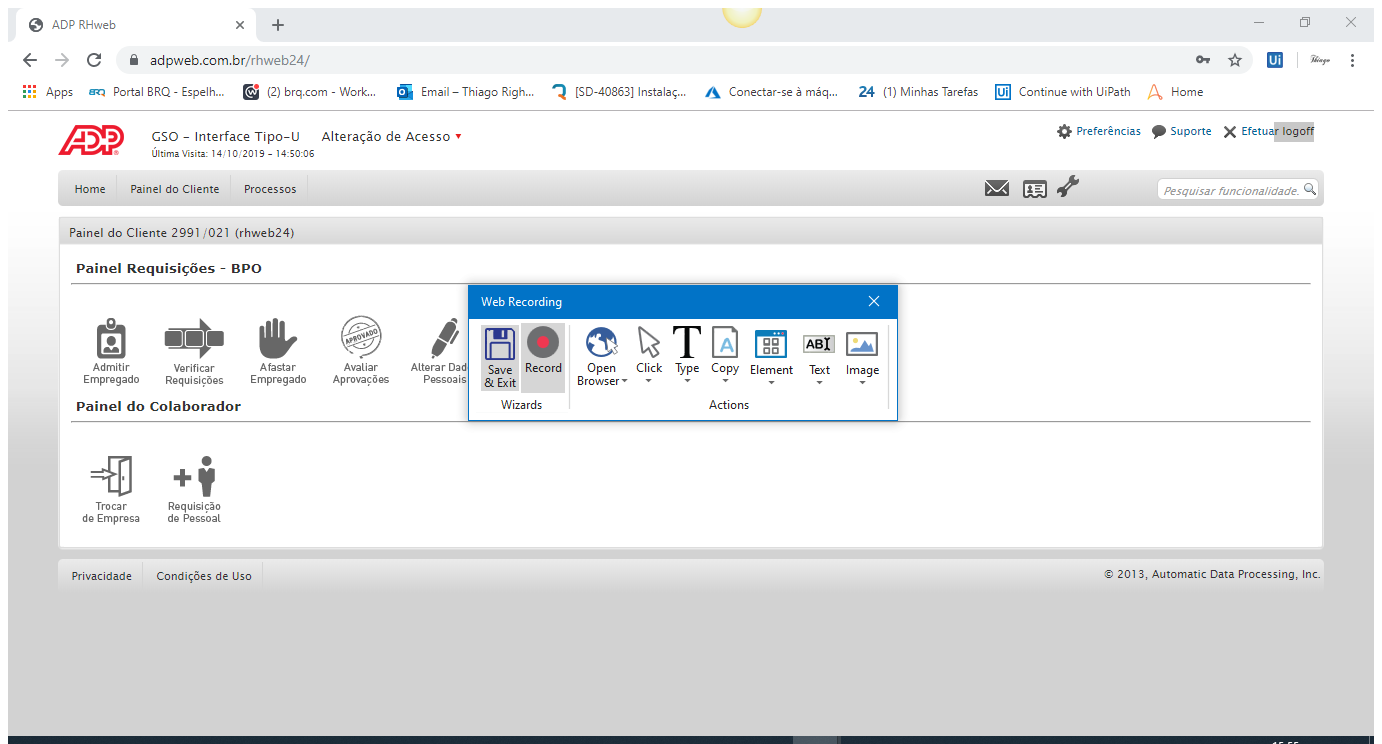 ADP RHweb
adpweb.com.br/rhweb24/
Apps BRQ Portal BRQ - Espelh... (2) brq.com - Work... Email – Thiago Righ... [SD-40863] Instalaç... Conectar-se à máq... 24 (1) Minhas Tarefas Ui Continue with UiPath Home
ADP GSO – Interface Tipo-U Alteração de Acesso
Última Visita: 14/10/2019 – 14:50:06
Preferências Suporte Efetuar logoff
Home Painel do Cliente Processos
Pesquisar funcionalidade.
Painel do Cliente 2991/021 (rhweb24)
Painel Requisições - BPO
APROVADO
Admitir Empregado
Verificar Requisições
Afastar Empregado
Avaliar Aprovações
Alterar Dad
Pessoais
Web Recording
Save & Exit
Record
Open Browser
Click
Type
Copy
Element
Text
Image
Wizards
Actions
Painel do Colaborador
Trocar de Empresa
Requisição de Pessoal
Privacidade Condições de Uso
© 2013, Automatic Data Processing, Inc.